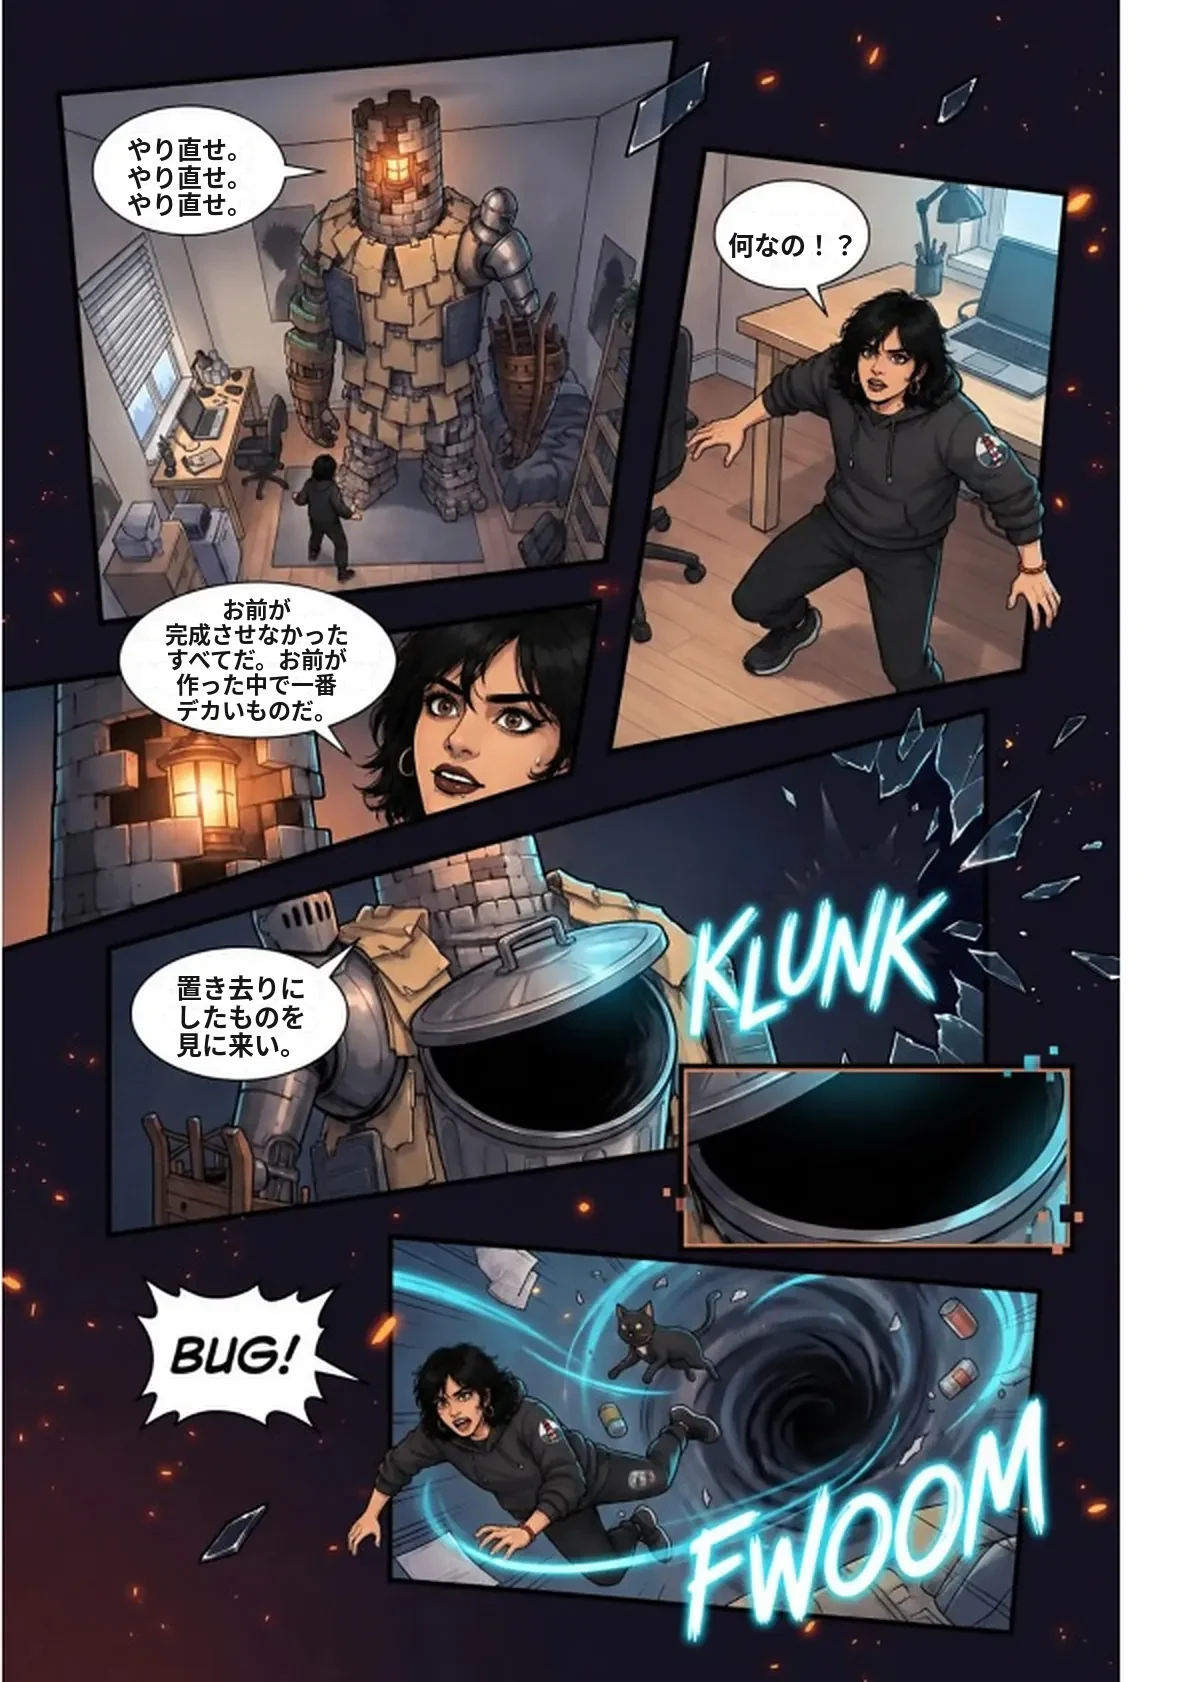 やり直せ。
やり直せ。
やり直せ。
何なの！？
お前が
完成させなかった
すべてだ。お前が
作った中で一番
デカいものだ。
置き去りに
したものを
見に来い。
KLUNK
BUG!
FWOOM